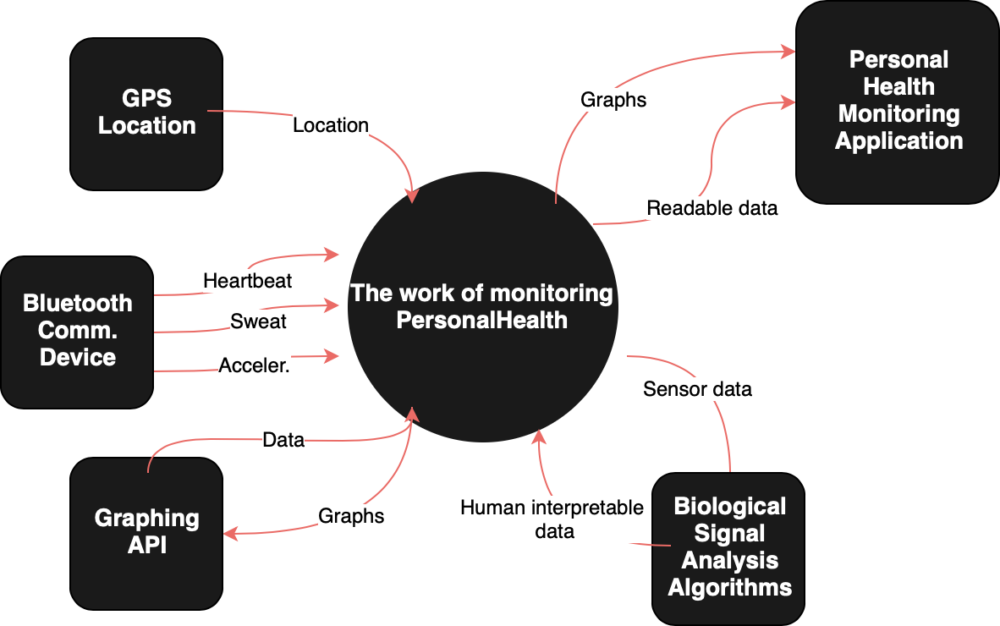 GPS
Location
Location
Graphs
Personal
Health
Monitoring
Application
Readable data
Bluetooth
Comm.
Device
Heartbeat
Sweat
Acceler.
The work of monitoring
PersonalHealth
Sensor data
Data
Graphing
API
Graphs
Human interpretable
data
Biological
Signal
Analysis
Algorithms